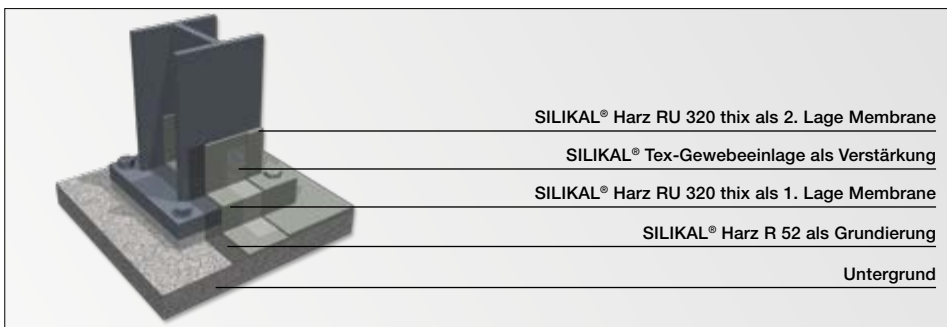 SILIKAL® Harz RU 320 thix als 2. Lage Membrane
SILIKAL® Tex-Gewebeeinlage als Verstärkung
SILIKAL® Harz RU 320 thix als 1. Lage Membrane
SILIKAL® Harz R 52 als Grundierung
Untergrund